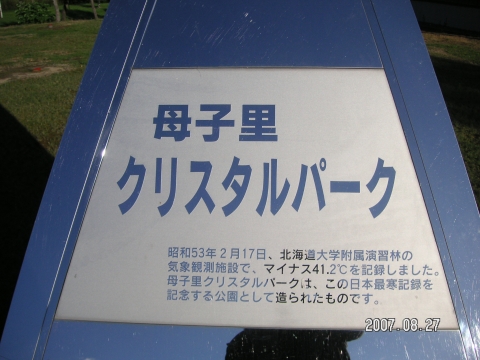 母子里
クリスタルパーク
昭和53年2月17日、北海道大学附属演習林の
気象観測施設で、マイナス41.2℃を記録しました。
母子里クリスタルパークは、この日本最寒記録を
記念する公園として造られたものです。
2007.08.27